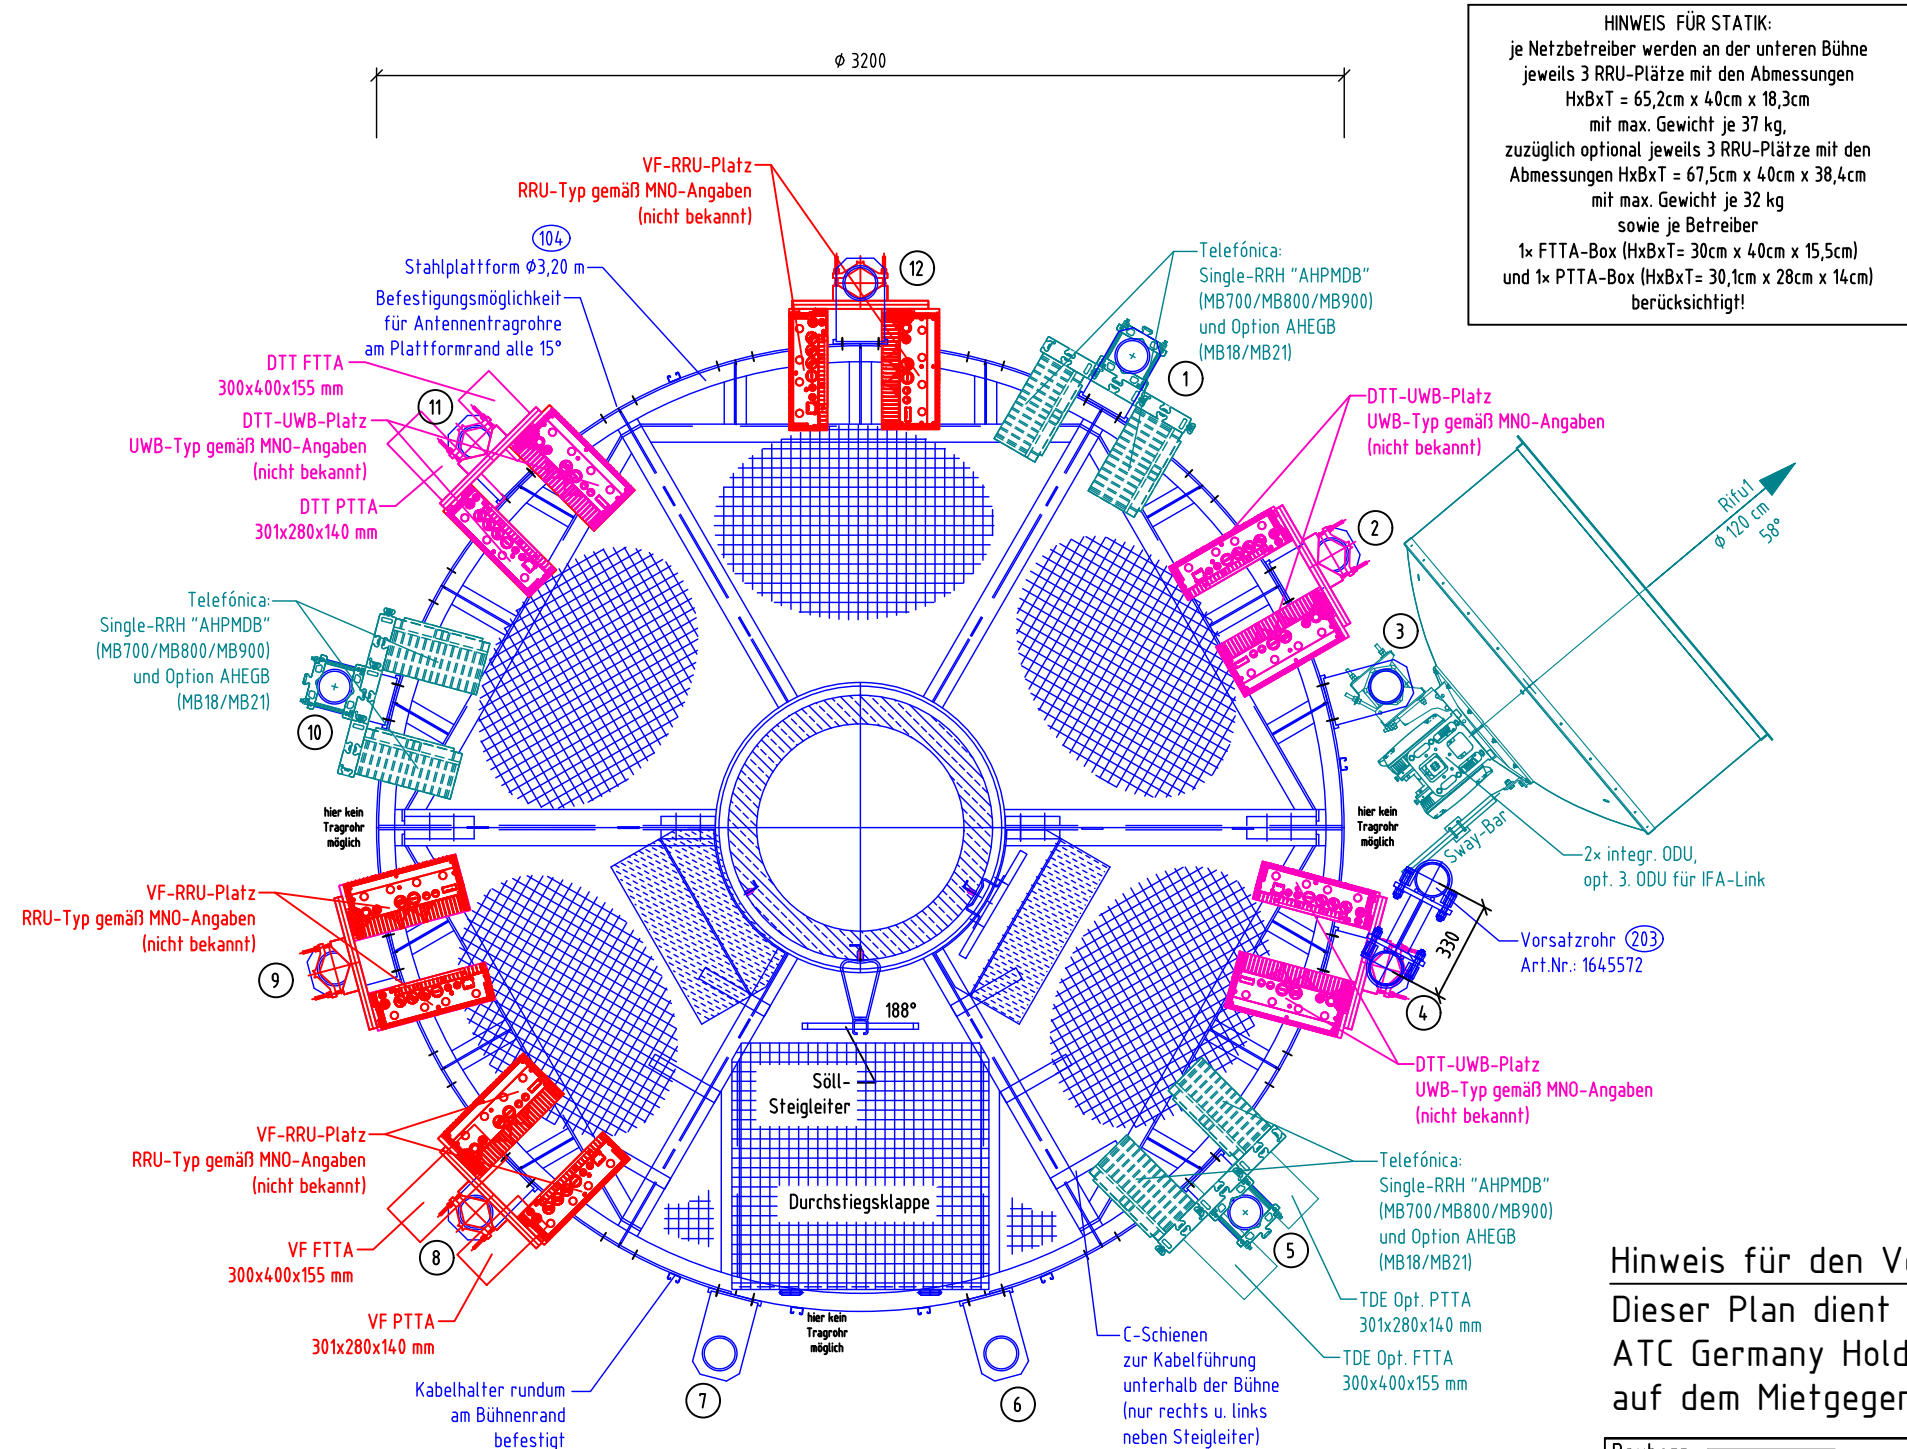 HINWEIS FÜR STATIK:
je Netzbetreiber werden an der unteren Bühne
jeweils 3 RRU-Plätze mit den Abmessungen
HxBxT = 65,2cm x 40cm x 18,3cm
mit max. Gewicht je 37 kg,
zuzüglich optional jeweils 3 RRU-Plätze mit den
Abmessungen HxBxT = 67,5cm x 40cm x 38,4cm
mit max. Gewicht je 32 kg
sowie je Betreiber
1x FTTA-Box (HxBxT= 30cm x 40cm x 15,5cm)
und 1x PTTA-Box (HxBxT= 30,1cm x 28cm x 14cm)
berücksichtigt!
ϕ 3200
VF-RRU-Platz
RRU-Typ gemäß MNO-Angaben
(nicht bekannt)
104
Stahlplattform ϕ3,20 m
Befestigungsmöglichkeit
für Antennentragrohre
am Plattformrand alle 15°
12
Telefónica:
Single-RRH "AHPMDB"
(MB700/MB800/MB900)
und Option AHEGB
(MB18/MB21)
1
DTT FTTA
300x400x155 mm
11
DTT-UWB-Platz
UWB-Typ gemäß MNO-Angaben
(nicht bekannt)
DTT PTTA
301x280x140 mm
DTT-UWB-Platz
UWB-Typ gemäß MNO-Angaben
(nicht bekannt)
2
Rifu1
ϕ 120 cm
58°
3
Telefónica:
Single-RRH "AHPMDB"
(MB700/MB800/MB900)
und Option AHEGB
(MB18/MB21)
10
hier kein
Tragrohr
möglich
hier kein
Tragrohr
möglich
Sway-Bar
2x integr. ODU,
opt. 3. ODU für IFA-Link
VF-RRU-Platz
RRU-Typ gemäß MNO-Angaben
(nicht bekannt)
9
330
Vorsatzrohr 203
Art.Nr.: 1645572
4
188°
Söll-
Steigleiter
DTT-UWB-Platz
UWB-Typ gemäß MNO-Angaben
(nicht bekannt)
VF-RRU-Platz
RRU-Typ gemäß MNO-Angaben
(nicht bekannt)
Durchstiegsklappe
Telefónica:
Single-RRH "AHPMDB"
(MB700/MB800/MB900)
und Option AHEGB
(MB18/MB21)
5
8
VF FTTA
300x400x155 mm
VF PTTA
301x280x140 mm
TDE Opt. PTTA
301x280x140 mm
TDE Opt. FTTA
300x400x155 mm
hier kein
Tragrohr
möglich
C-Schienen
zur Kabelführung
unterhalb der Bühne
(nur rechts u. links
neben Steigleiter)
Kabelhalter rundum
am Bühnenrand
befestigt
7
6
Hinweis für den V
Dieser Plan dient
ATC Germany Hold
auf dem Mietgegen